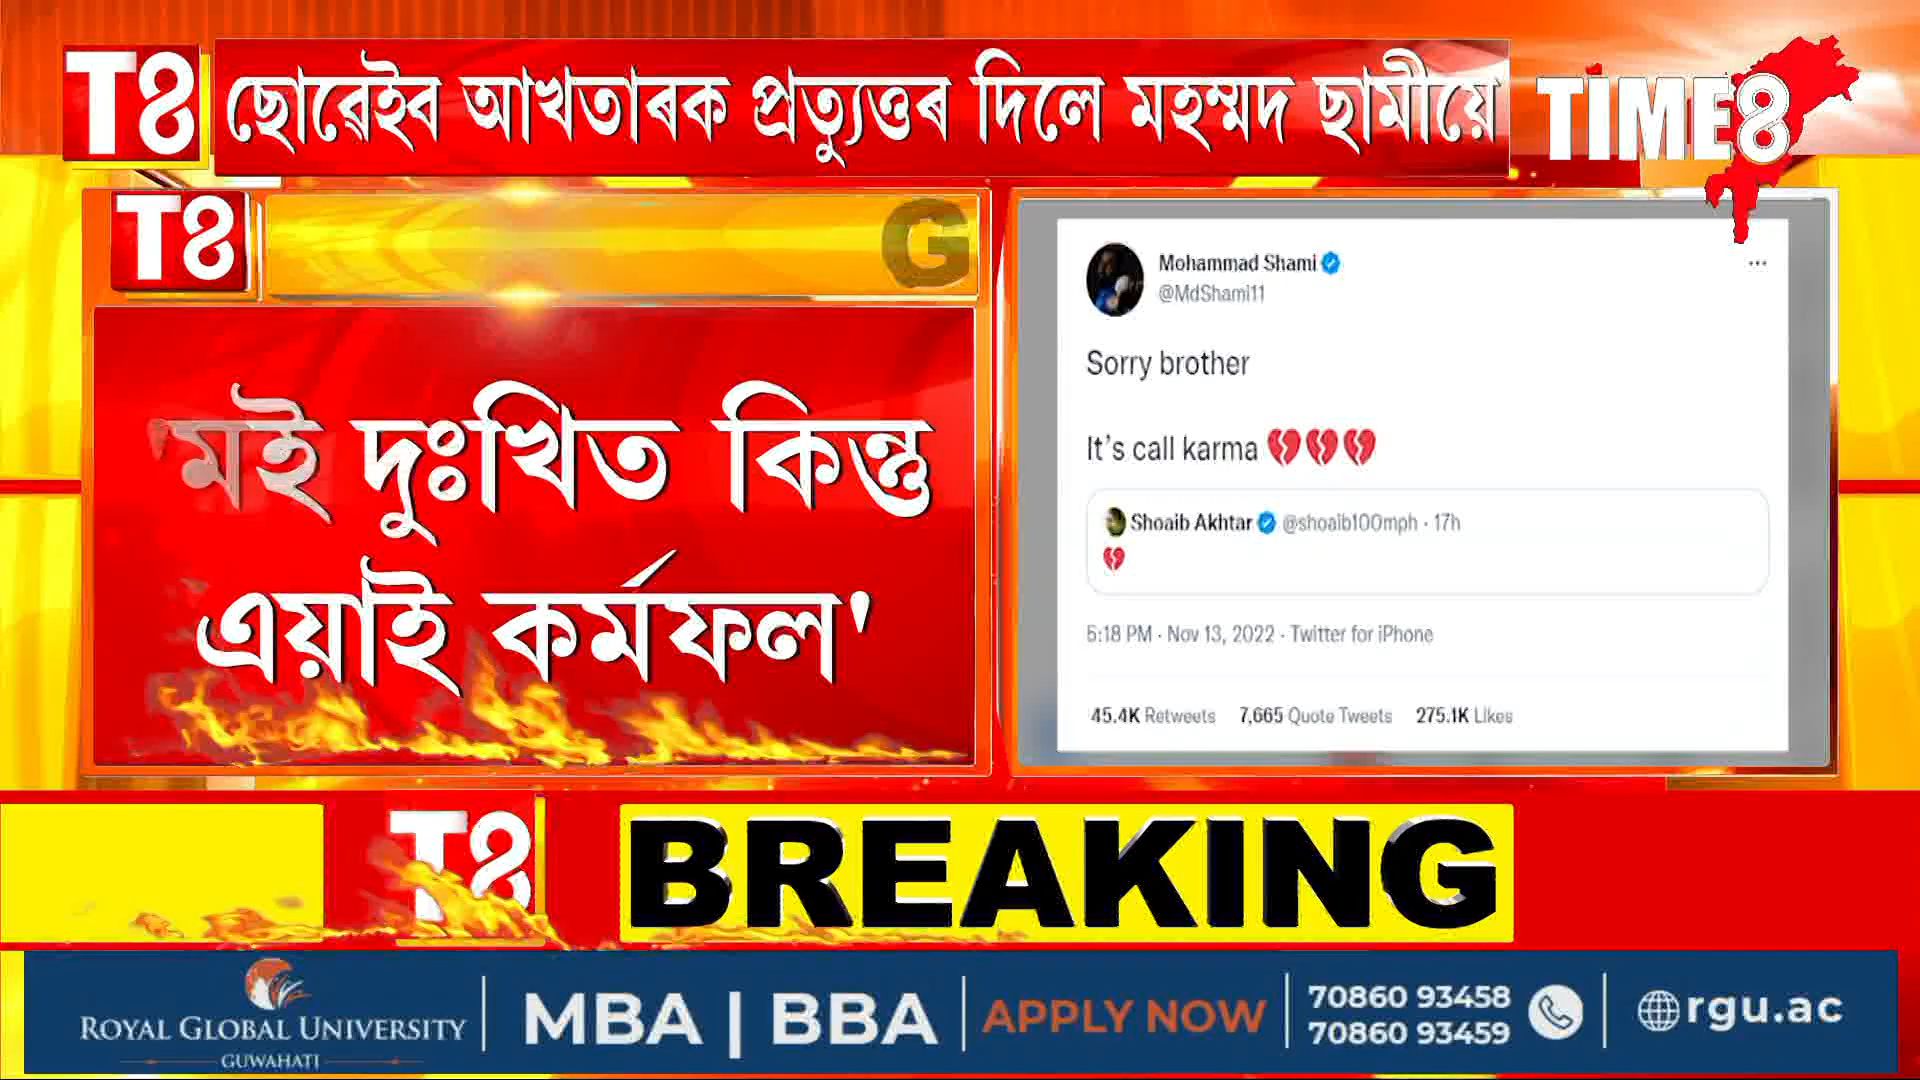 T8 ছোৱেইব আখতাৰক প্ৰত্যুত্তৰ দিলে মহম্মদ ছামীয়ে TIME8
T8 G
'মই দুঃখিত কিন্তু
এয়াই কৰ্মফল'
Mohammad Shami
@MdShami11
Sorry brother
It's call karma 💔💔💔
Shoaib Akhtar @shoaib100mph · 17h
💔
5:18 PM · Nov 13, 2022 · Twitter for iPhone
45.4K Retweets 7,665 Quote Tweets 275.1K Likes
T8 BREAKING
ROYAL GLOBAL UNIVERSITY
GUWAHATI
MBA | BBA
APPLY NOW
70860 93458
70860 93459
rgu.ac